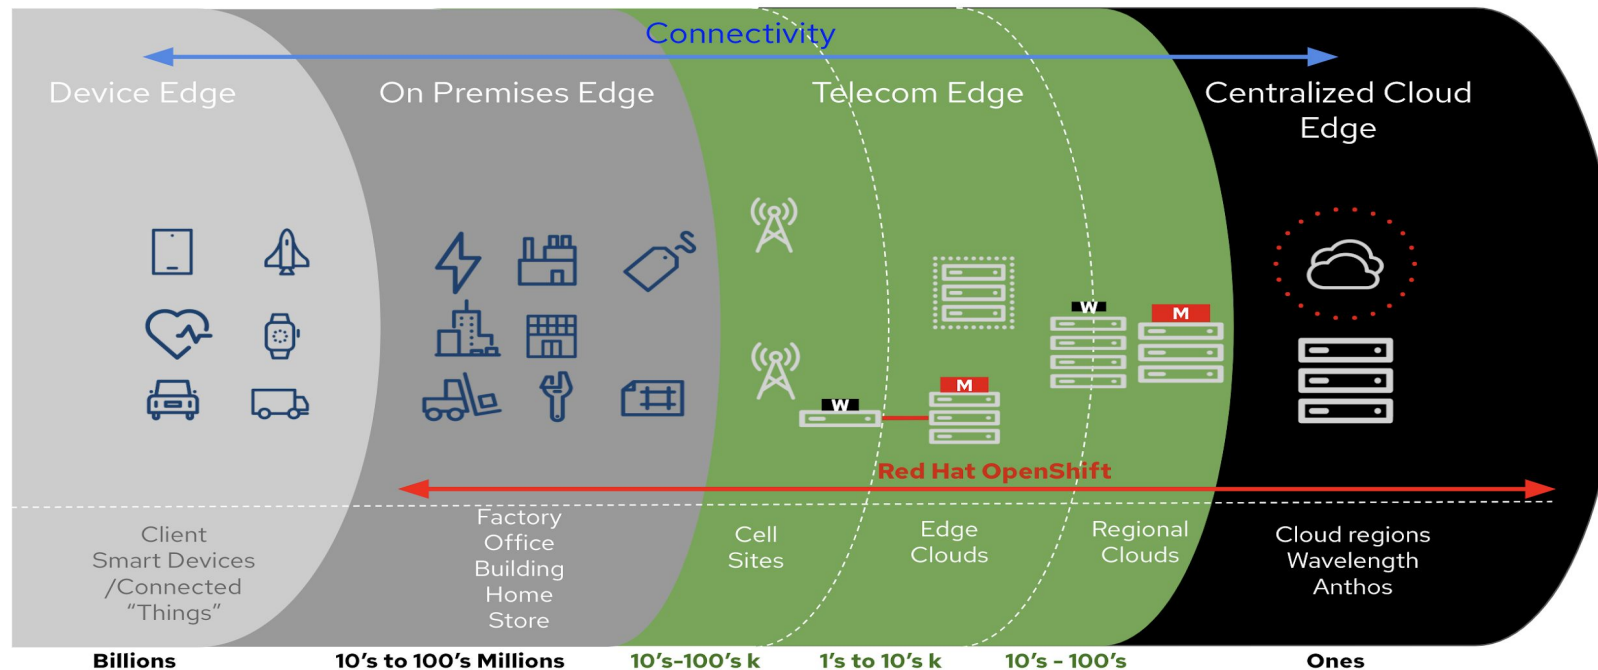 Connectivity
Device Edge
On Premises Edge
Telecom Edge
Centralized Cloud
Edge
W
M
W
M
Red Hat OpenShift
Client
Smart Devices
/Connected
“Things”
Factory
Office
Building
Home
Store
Cell
Sites
Edge
Clouds
Regional
Clouds
Cloud regions
Wavelength
Anthos
Billions
10’s to 100’s Millions
10’s-100’s k
1’s to 10’s k
10’s - 100’s
Ones